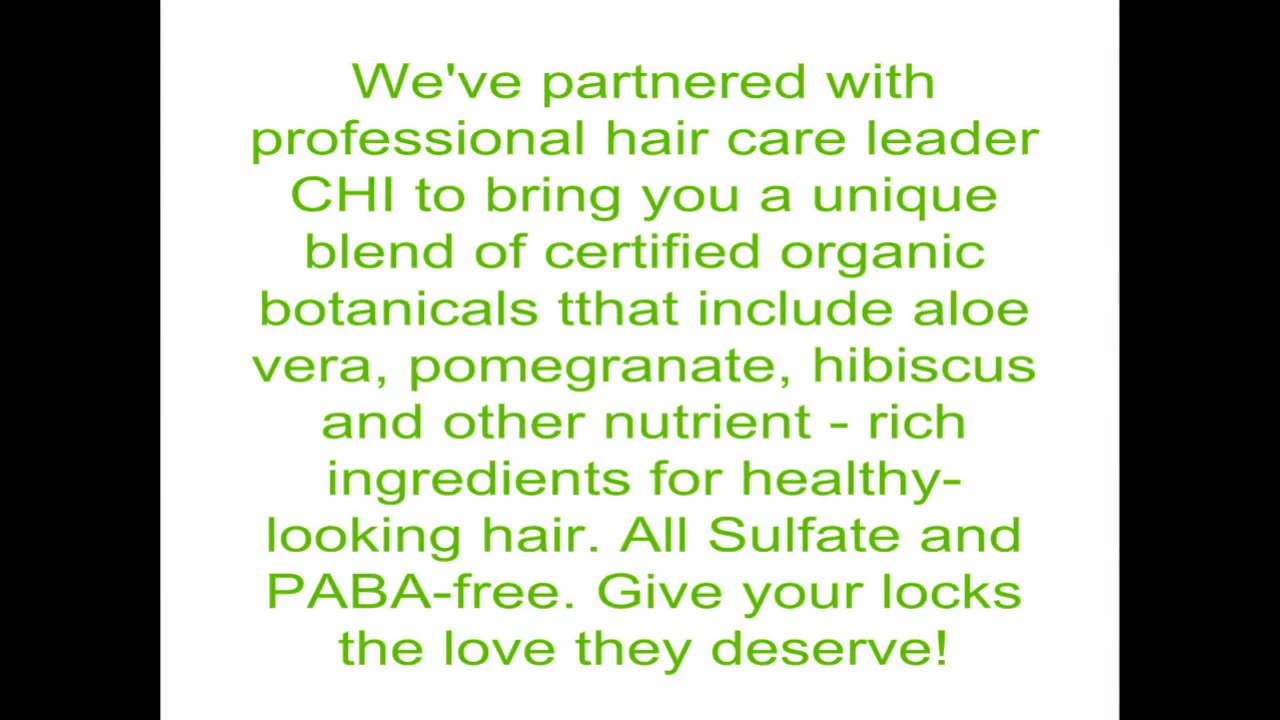 We've partnered with
professional hair care leader
CHI to bring you a unique
blend of certified organic
botanicals tthat include aloe
vera, pomegranate, hibiscus
and other nutrient - rich
ingredients for healthy-
looking hair. All Sulfate and
PABA-free. Give your locks
the love they deserve!